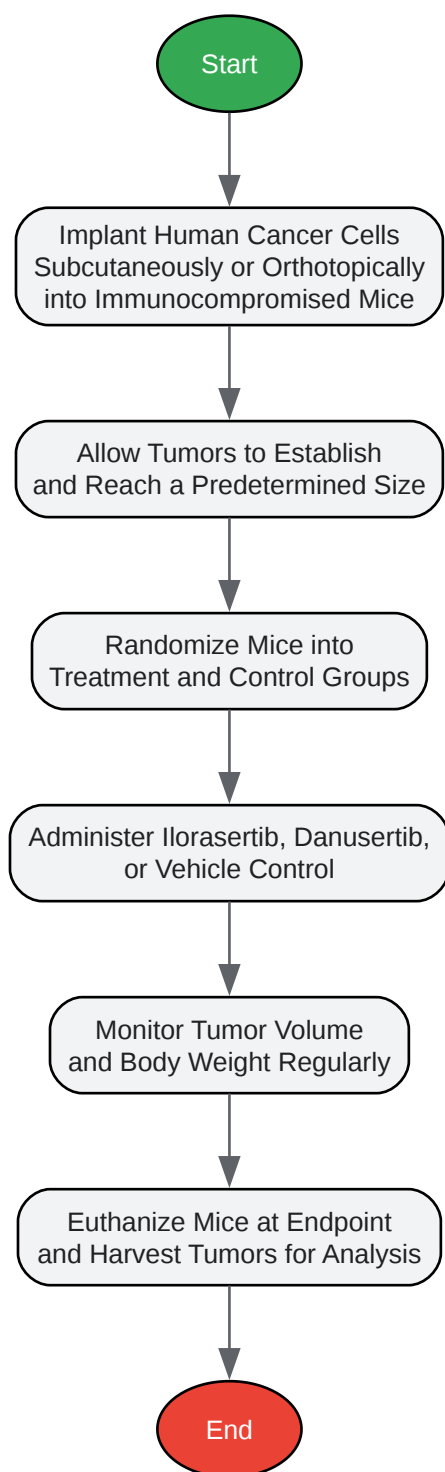 Start
Implant Human Cancer Cells
Subcutaneously or Orthotopically
into Immunocompromised Mice
Allow Tumors to Establish
and Reach a Predetermined Size
Randomize Mice into
Treatment and Control Groups
Administer Ilorasertib, Danusertib,
or Vehicle Control
Monitor Tumor Volume
and Body Weight Regularly
Euthanize Mice at Endpoint
and Harvest Tumors for Analysis
End